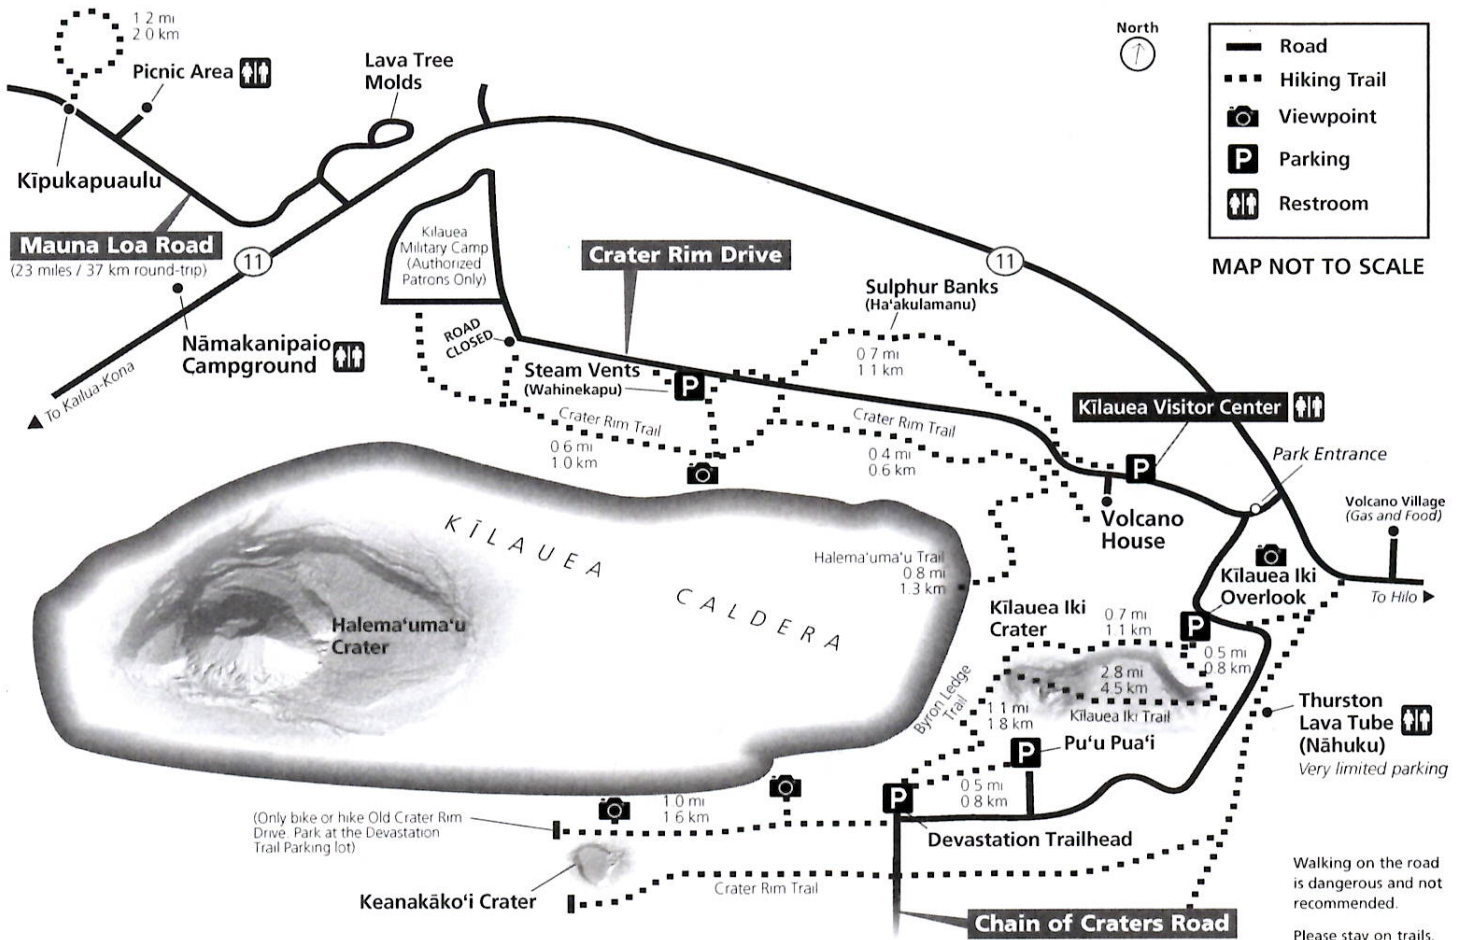 1 2 mi
2 0 km
Picnic Area
Lava Tree
Molds
Kīpukapuaulu
Mauna Loa Road
(23 miles / 37 km round-trip)
11
Nāmakanipaio
Campground
To Kailua-Kona
Kīlauea
Military Camp
(Authorized
Patrons Only)
ROAD
CLOSED
Crater Rim Drive
Steam Vents
(Wahinekapu)
P
Crater Rim Trail
0 6 mi
1 0 km
Sulphur Banks
(Ha‘akulamanu)
0 7 mi
1 1 km
11
Crater Rim Trail
0 4 mi
0.6 km
North
Road
Hiking Trail
Viewpoint
P Parking
Restroom
MAP NOT TO SCALE
Kīlauea Visitor Center
P
Park Entrance
Volcano
House
Volcano Village
(Gas and Food)
To Hilo
KĪLAUEA CALDERA
Halema‘uma‘u
Crater
Halema‘uma‘u Trail
0 8 mi
1.3 km
Kīlauea Iki
Overlook
P
Kīlauea Iki
Crater
0.7 mi
1.1 km
0 5 mi
0.8 km
2.8 mi
4.5 km
Kīlauea Iki Trail
Byron Ledge
Trail
1 1 mi
1 8 km
P
Pu‘u Pua‘i
0 5 mi
0 8 km
Thurston
Lava Tube
(Nāhuku)
Very limited parking
P
Devastation Trailhead
1.0 mi
1 6 km
(Only bike or hike Old Crater Rim
Drive. Park at the Devastation
Trail Parking lot)
Keanakāko‘i Crater
Crater Rim Trail
Chain of Craters Road
Walking on the road
is dangerous and not
recommended.
Please stay on trails.